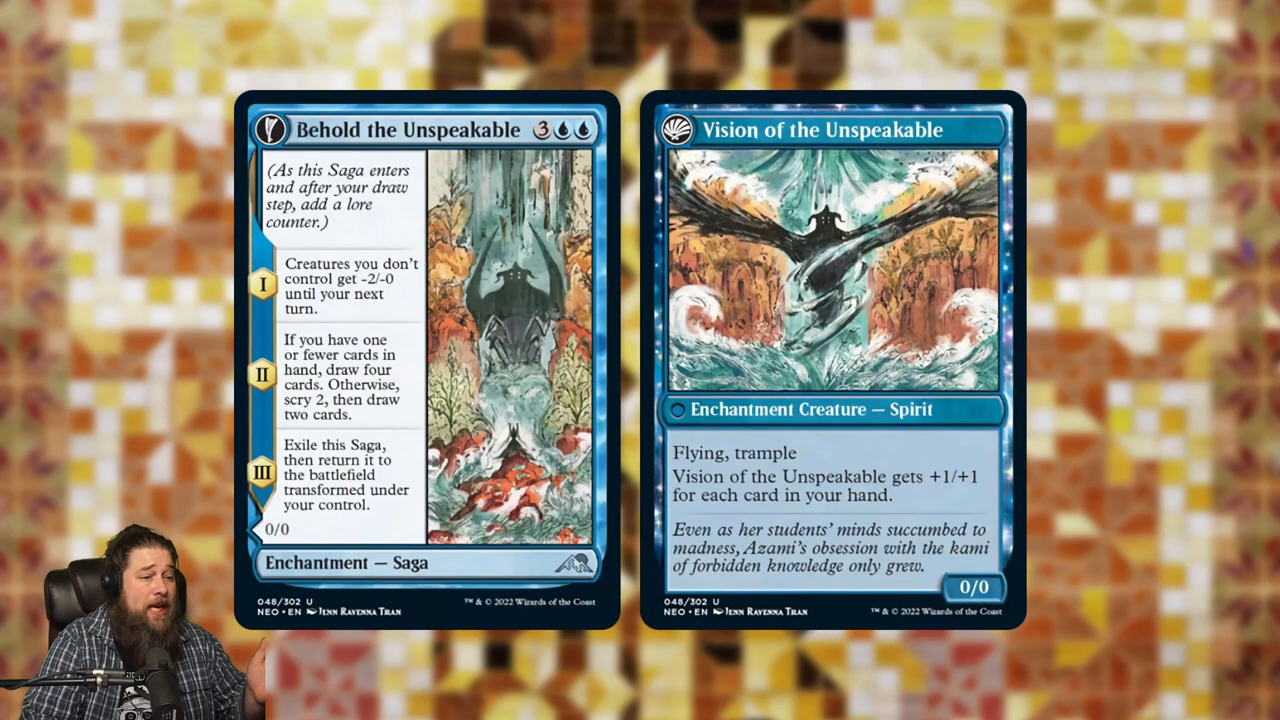 Behold the Unspeakable 3
(As this Saga enters
and after your draw
step, add a lore
counter.)
I
Creatures you don't
control get -2/-0
until your next
turn.
II
If you have one
or fewer cards in
hand, draw four
cards. Otherwise,
scry 2, then draw
two cards.
III
Exile this Saga,
then return it to
the battlefield
transformed under
your control.
0/0
Enchantment — Saga
048/302 U
NEO • EN Jenn Ravenna Tran
™ & © 2022 Wizards of the Coast
Vision of the Unspeakable
Enchantment Creature — Spirit
Flying, trample
Vision of the Unspeakable gets +1/+1
for each card in your hand.
Even as her students' minds succumbed to
madness, Azami's obsession with the kami
of forbidden knowledge only grew.
0/0
048/302 U
NEO • EN Jenn Ravenna Tran
™ & © 2022 Wizards of the Coast